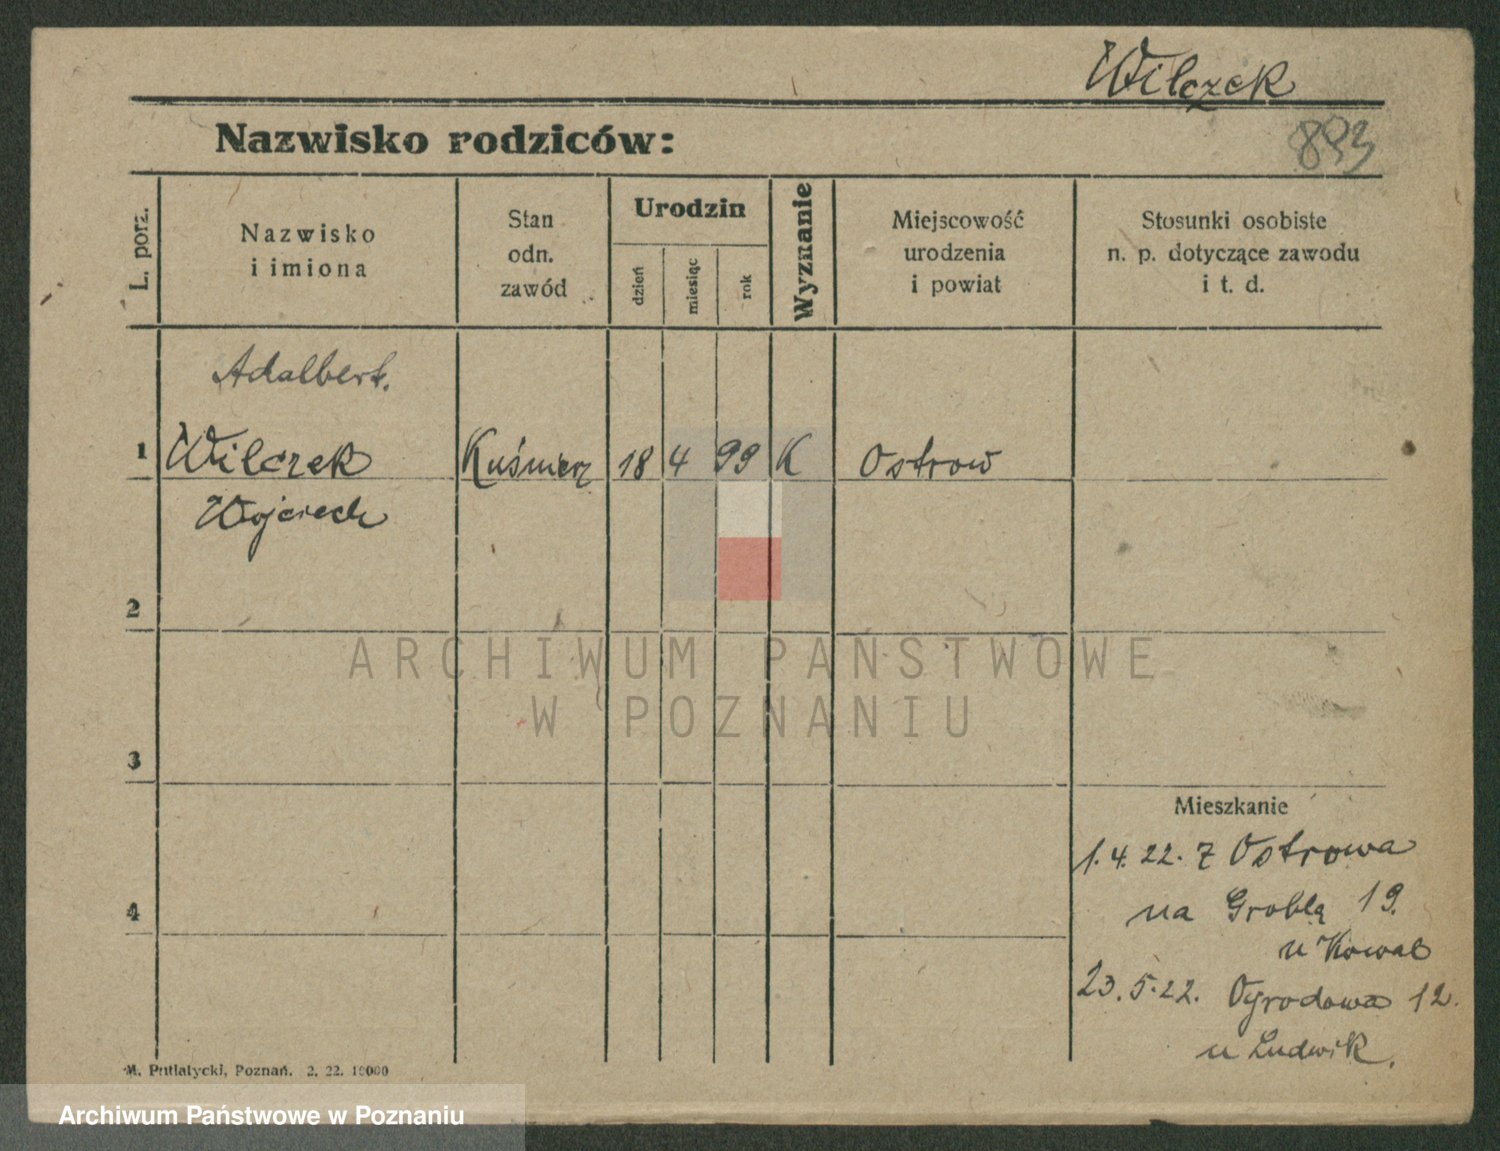 Wilczek
Nazwisko rodziców:
893
L. porz.
Nazwisko
i imiona
Stan
odn.
zawód
Urodzin
dzień
miesiąc
rok
Wyznanie
Miejscowość
urodzenia
i powiat
Stosunki osobiste
n. p. dotyczące zawodu
i t. d.
Adalbert.
1 Wilczek Kuśnierz 18 4 99 K Ostrow
Wojciech
2
ARCHIWUM PAŃSTWOWE
W POZNANIU
3
Mieszkanie
1.4.22. z Ostrowa
na Groblą 19.
u Kowal
4
23.5.22. Ogrodowa 12.
u Ludwik.
M. Putiatycki, Poznań. 2. 22. 10000
Archiwum Państwowe w Poznaniu